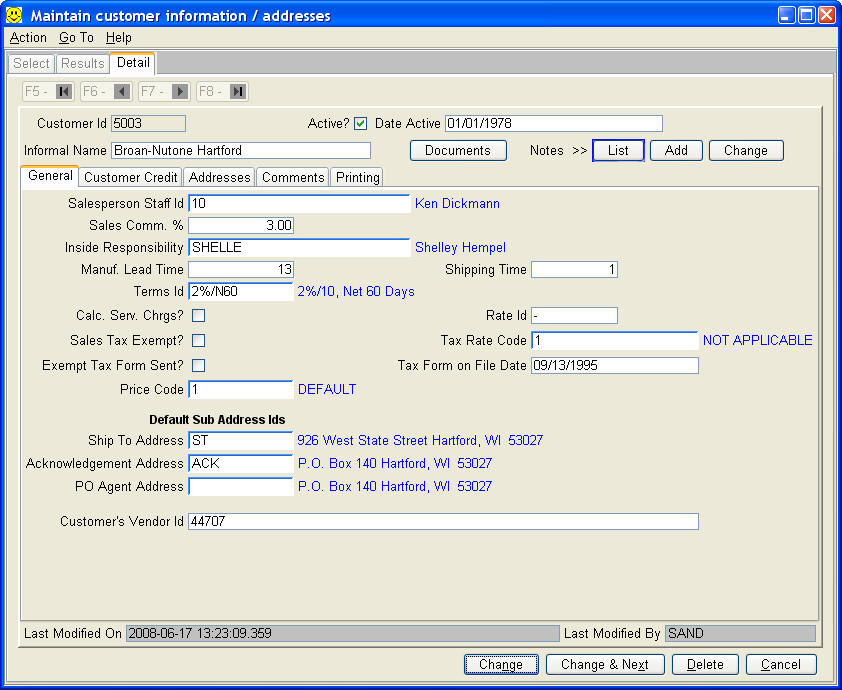 Maintain customer information / addresses
Action Go To Help
Select Results Detail
F5 - F6 - F7 - F8 -
Customer Id 5003 Active? Date Active 01/01/1978
Informal Name Broan-Nutone Hartford Documents Notes >> List Add Change
General Customer Credit Addresses Comments Printing
Salesperson Staff Id 10 Ken Dickmann
Sales Comm. % 3.00
Inside Responsibility SHELLE Shelley Hempel
Manuf. Lead Time 13 Shipping Time 1
Terms Id 2%/N60 2%/10, Net 60 Days
Calc. Serv. Chrgs? Rate Id -
Sales Tax Exempt? Tax Rate Code 1 NOT APPLICABLE
Exempt Tax Form Sent? Tax Form on File Date 09/13/1995
Price Code 1 DEFAULT
Default Sub Address Ids
Ship To Address ST 926 West State Street Hartford, WI 53027
Acknowledgement Address ACK P.O. Box 140 Hartford, WI 53027
PO Agent Address P.O. Box 140 Hartford, WI 53027
Customer's Vendor Id 44707
Last Modified On 2008-06-17 13:23:09.359 Last Modified By SAND
Change Change & Next Delete Cancel